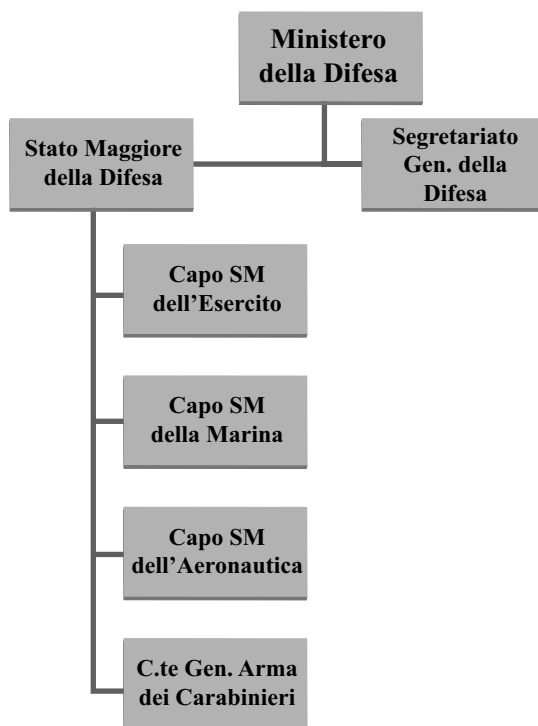 Ministero
della Difesa
Stato Maggiore
della Difesa
Segretariato
Gen. della
Difesa
Capo SM
dell’Esercito
Capo SM
della Marina
Capo SM
dell’Aeronautica
C.te Gen. Arma
dei Carabinieri